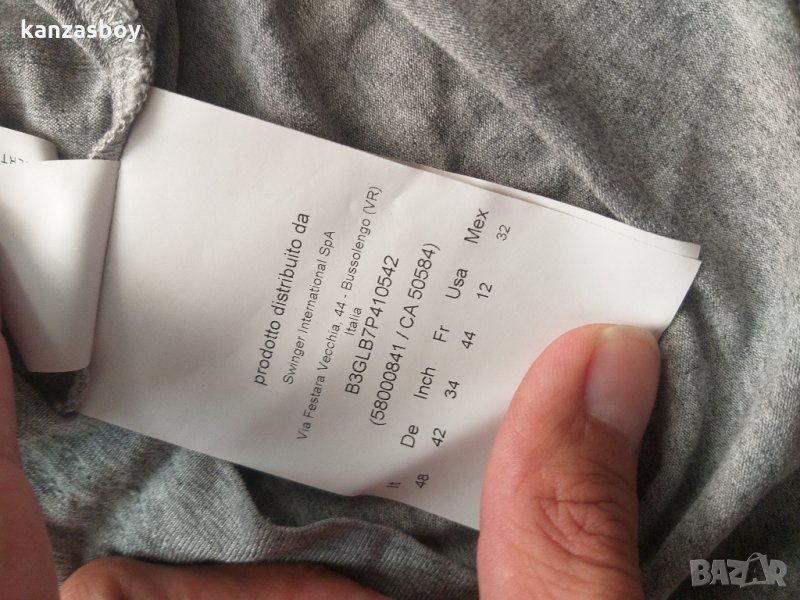 kanzasboy.
prodotto distribuito da
Swinger International SpA
Via Festara Vecchia, 44 - Bussolengo (VR)
Italia
B3GLB7P410542
(58000841 / CA 50584)
It De Inch Fr Usa Mex
48 42 34 44 12 32
BAZAR